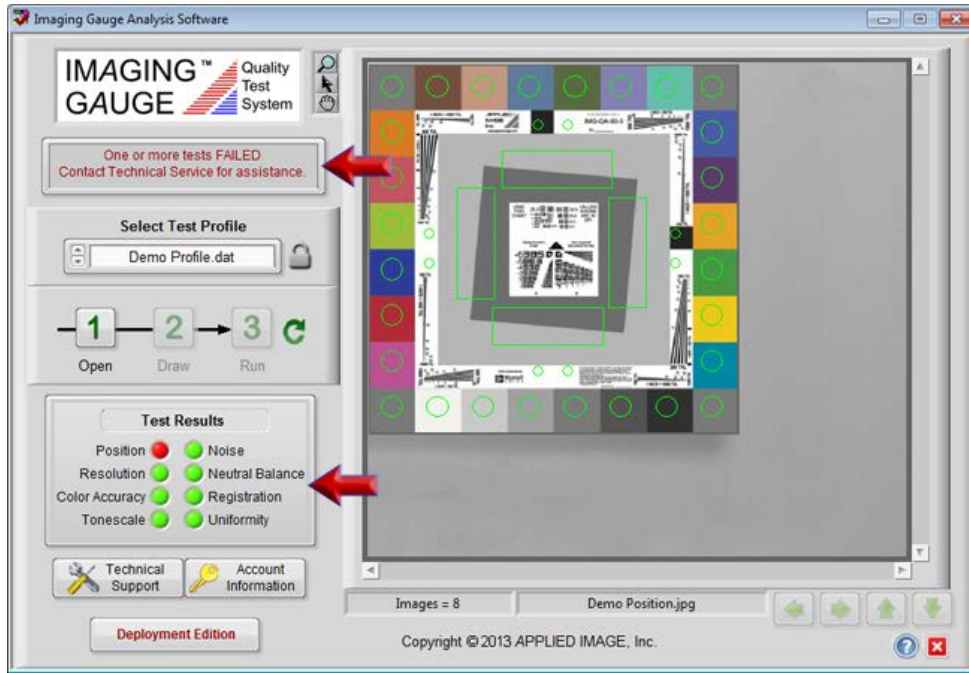 Imaging Gauge Analysis Software
IMAGING ™
GAUGE
Quality
Test
System
One or more tests FAILED
Contact Technical Service for assistance.
Select Test Profile
Demo Profile.dat
1
2
3
Open
Draw
Run
Test Results
Position
Noise
Resolution
Neutral Balance
Color Accuracy
Registration
Tonescale
Uniformity
Technical
Support
Account
Information
Deployment Edition
Images = 8
Demo Position.jpg
Copyright © 2013 APPLIED IMAGE, Inc.